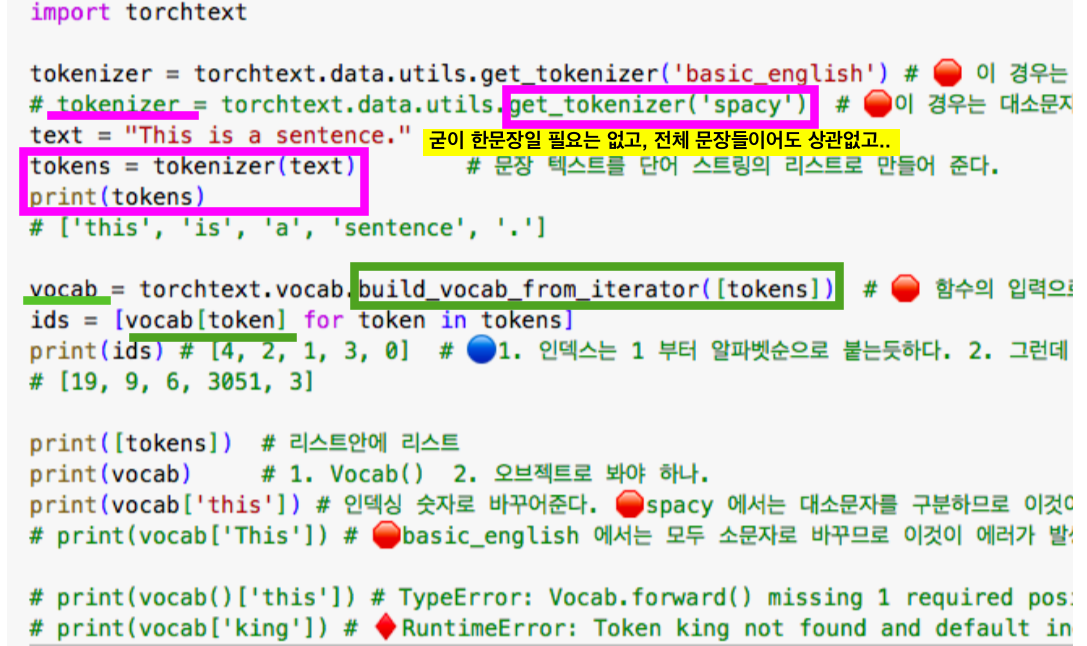 import torchtext
tokenizer = torchtext.data.utils.get_tokenizer('basic_english') # 🛑 이 경우는
# tokenizer = torchtext.data.utils.get_tokenizer('spacy') # 🛑이 경우는 대소문자
text = "This is a sentence."
굳이 한문장일 필요는 없고, 전체 문장들이어도 상관없고..
tokens = tokenizer(text) # 문장 텍스트를 단어 스트링의 리스트로 만들어 준다.
print(tokens)
# ['this', 'is', 'a', 'sentence', '.']
vocab = torchtext.vocab.build_vocab_from_iterator([tokens]) # 🛑 함수의 입력으로
ids = [vocab[token] for token in tokens]
print(ids) # [4, 2, 1, 3, 0] # 🔵1. 인덱스는 1 부터 알파벳순으로 붙는듯하다. 2. 그런데
# [19, 9, 6, 3051, 3]
print([tokens]) # 리스트안에 리스트
print(vocab) # 1. Vocab() 2. 오브젝트로 봐야 하나.
print(vocab['this']) # 인덱싱 숫자로 바꾸어준다. 🛑spacy 에서는 대소문자를 구분하므로 이것이
# print(vocab['This']) # 🛑basic_english 에서는 모두 소문자로 바꾸므로 이것이 에러가 발생
# print(vocab()['this']) # TypeError: Vocab.forward() missing 1 required posi
# print(vocab['king']) # ♦️RuntimeError: Token king not found and default in